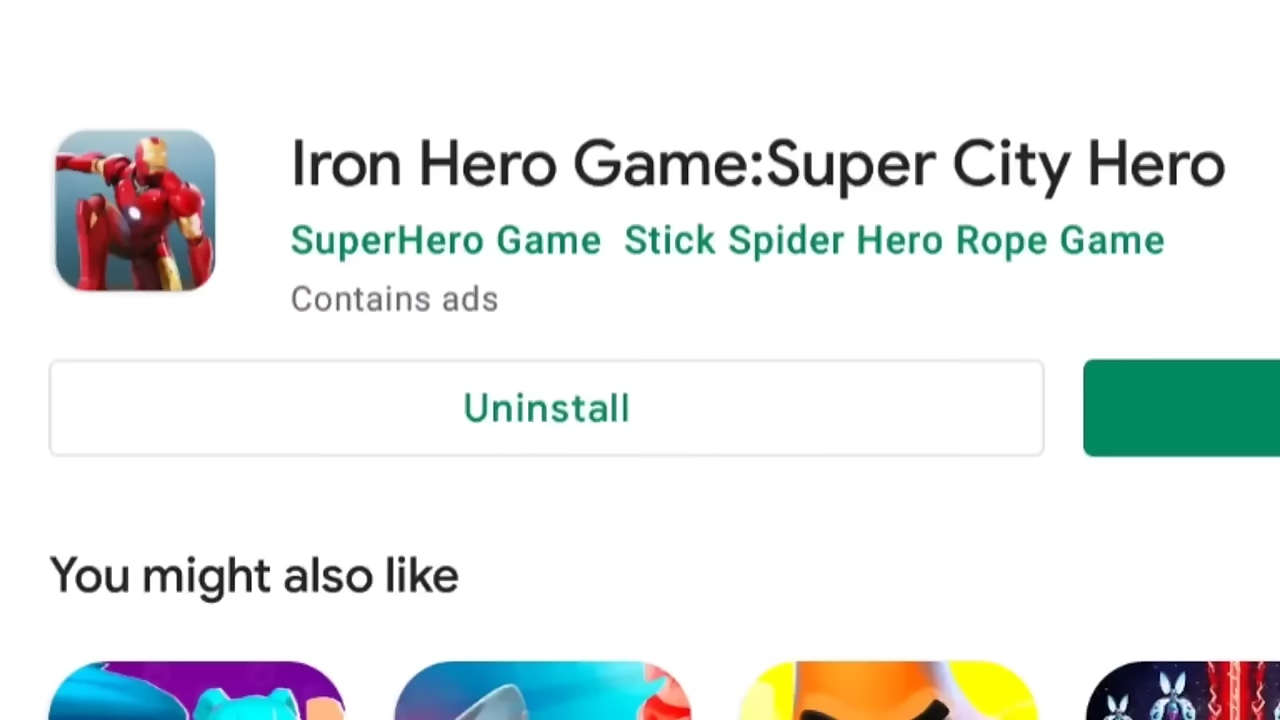 Iron Hero Game:Super City Hero
SuperHero Game Stick Spider Hero Rope Game
Contains ads
Uninstall
You might also like